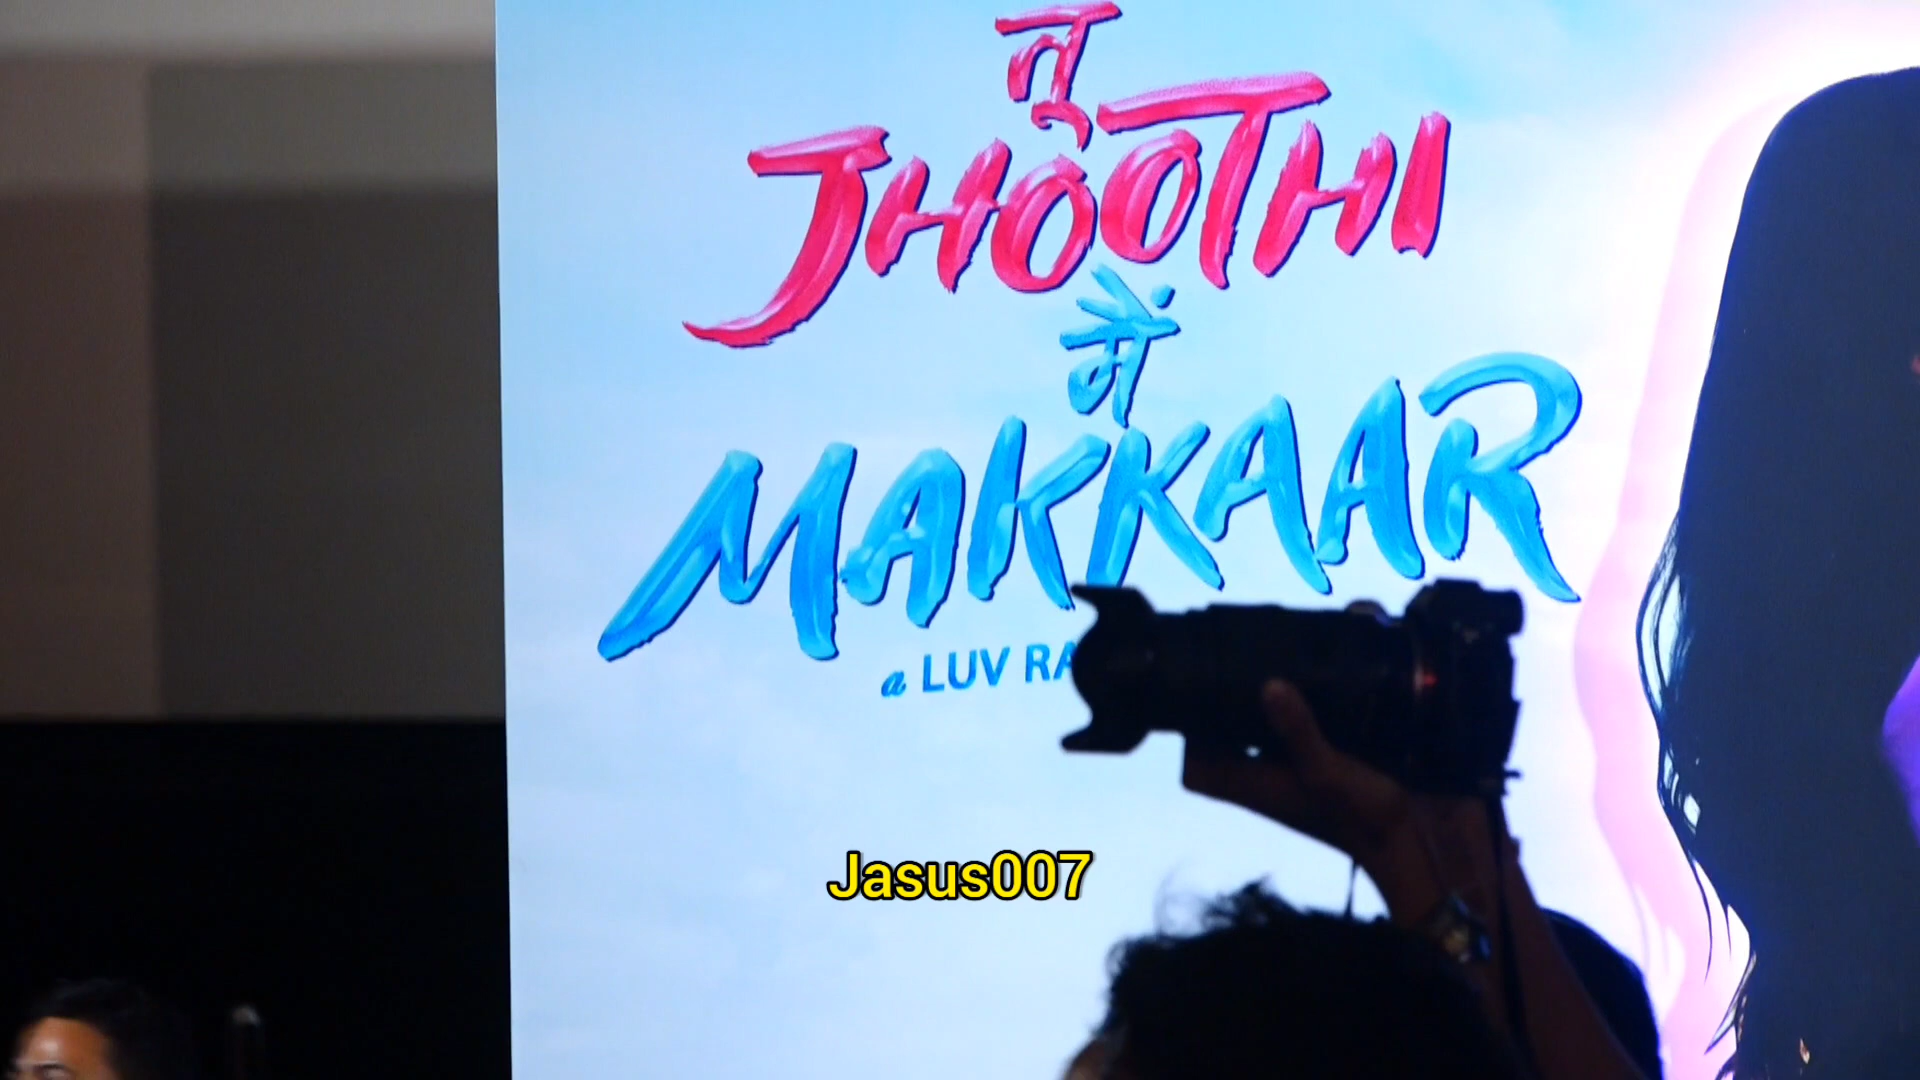 तू
JHOOTHI
मैं
MAKKAAR
a LUV RA
Jasus007